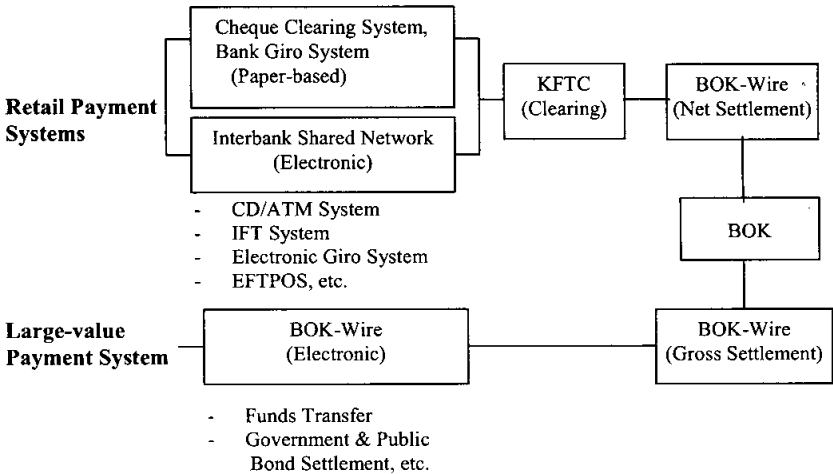 Retail Payment
Systems
Cheque Clearing System,
Bank Giro System
(Paper-based)
Interbank Shared Network
(Electronic)
- CD/ATM System
- IFT System
- Electronic Giro System
- EFTPOS, etc.
KFTC
(Clearing)
BOK-Wire
(Net Settlement)
BOK
Large-value
Payment System
BOK-Wire
(Electronic)
- Funds Transfer
- Government & Public
Bond Settlement, etc.
BOK-Wire
(Gross Settlement)